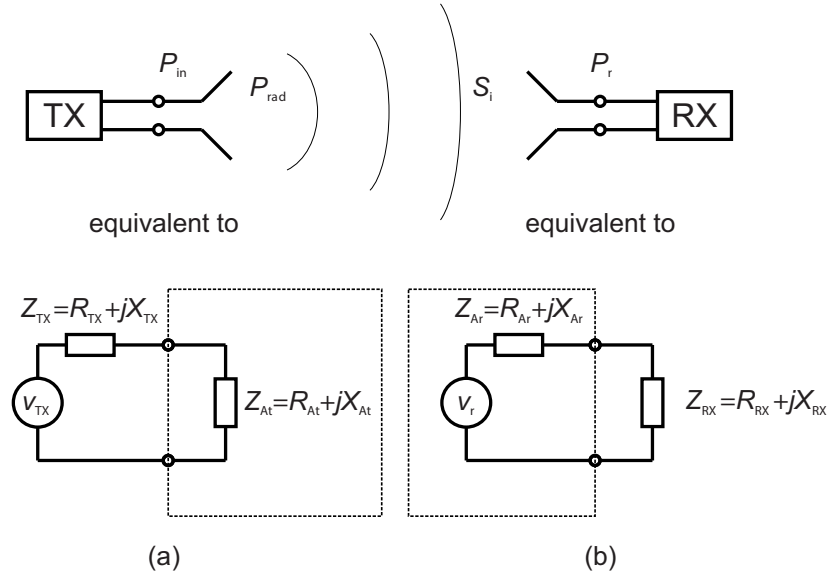 P_in P_rad S_i P_r
TX RX
equivalent to equivalent to
Z_TX=R_TX+jX_TX Z_Ar=R_Ar+jX_Ar
v_TX Z_At=R_At+jX_At v_r Z_RX=R_RX+jX_RX
(a) (b)